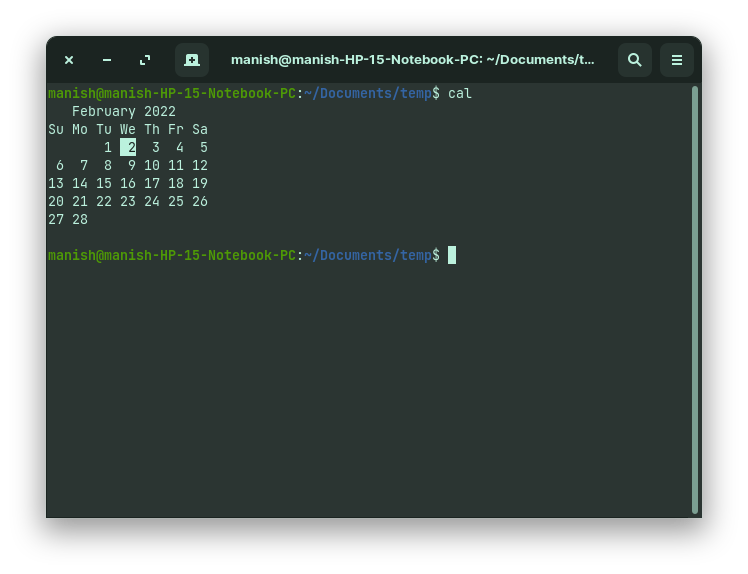 manish@manish-HP-15-Notebook-PC: ~/Documents/t...
manish@manish-HP-15-Notebook-PC:~/Documents/temp$ cal
   February 2022
Su Mo Tu We Th Fr Sa
       1  2  3  4  5
 6  7  8  9 10 11 12
13 14 15 16 17 18 19
20 21 22 23 24 25 26
27 28
manish@manish-HP-15-Notebook-PC:~/Documents/temp$